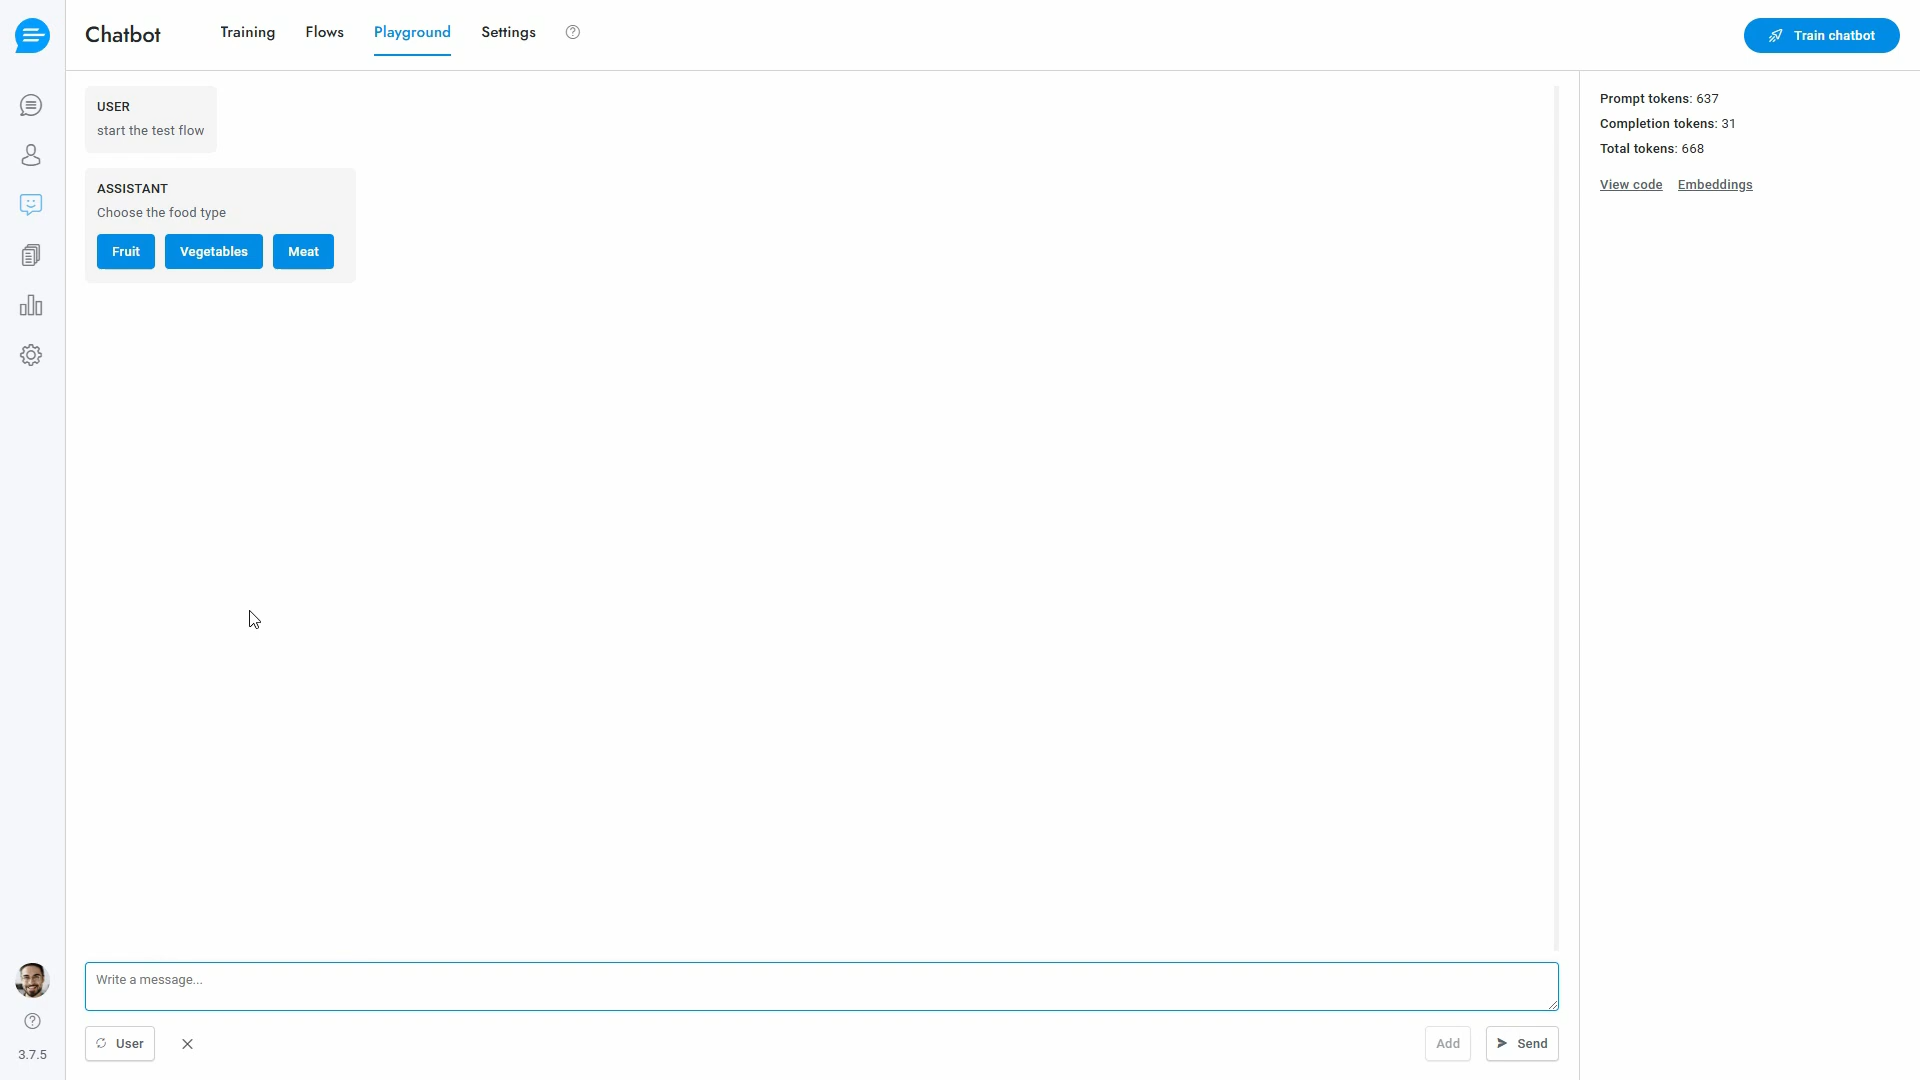 Chatbot
Training
Flows
Playground
Settings
Train chatbot
USER
start the test flow
ASSISTANT
Choose the food type
Fruit
Vegetables
Meat
Prompt tokens: 637
Completion tokens: 31
Total tokens: 668
View code
Embeddings
Write a message...
User
Add
Send
3.7.5